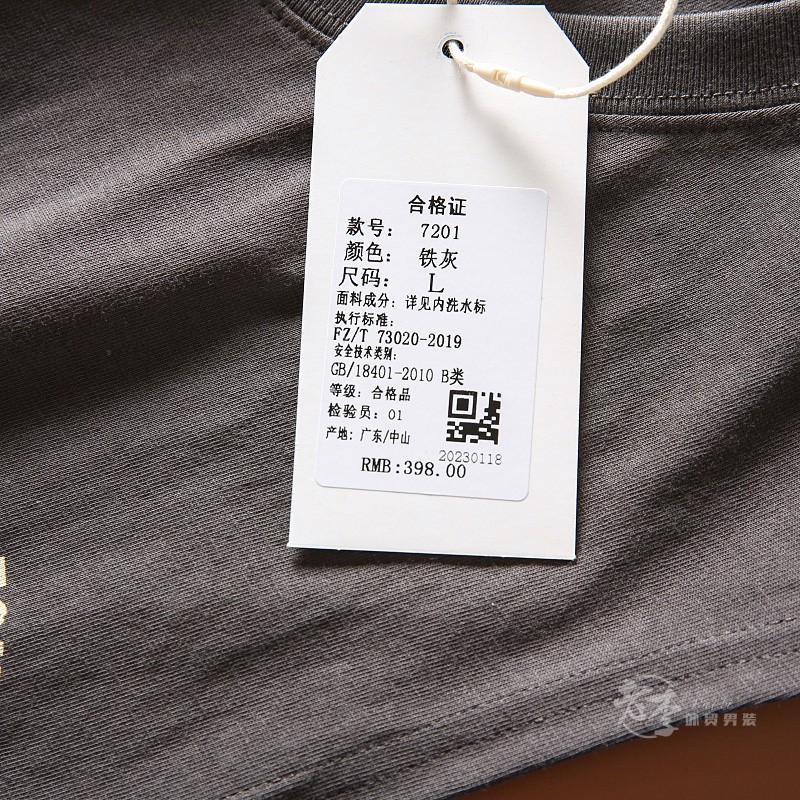 合格证
款号： 7201
颜色： 铁灰
尺码： L
面料成分：详见内洗水标
执行标准：
FZ/T 73020-2019
安全技术类别：
GB/18401-2010 B类
等级：合格品
检验员：01
产地：广东/中山
20230118
RMB:398.00
男装